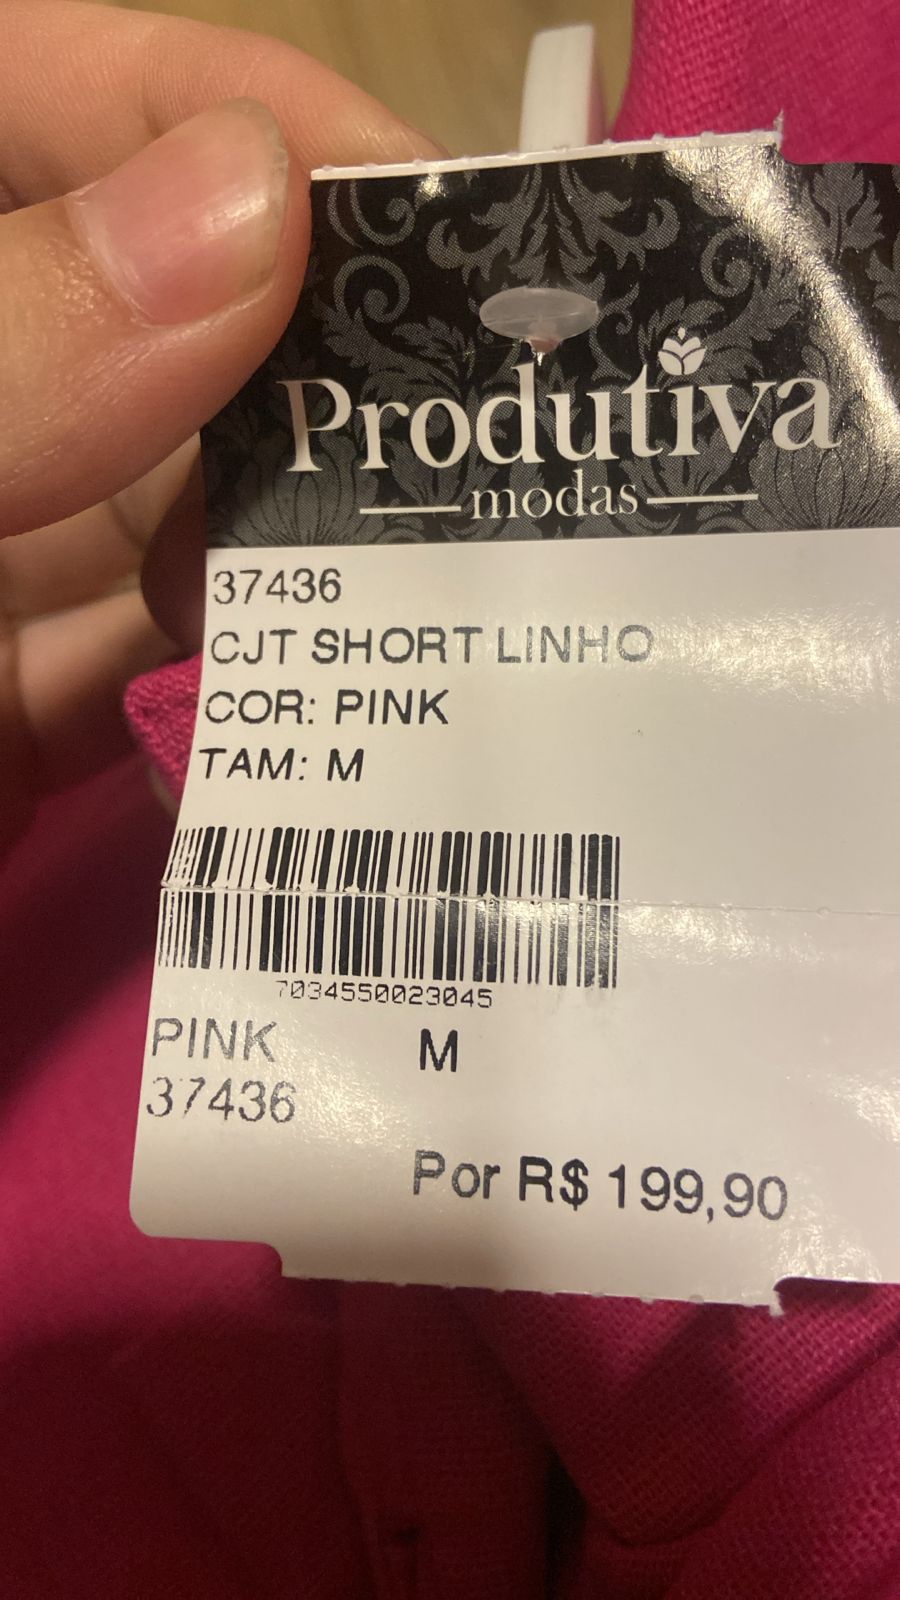 Produtiva
modas
37436
CJT SHORT LINHO
COR: PINK
TAM: M
7034550023045
PINK M
37436
Por R$ 199,90